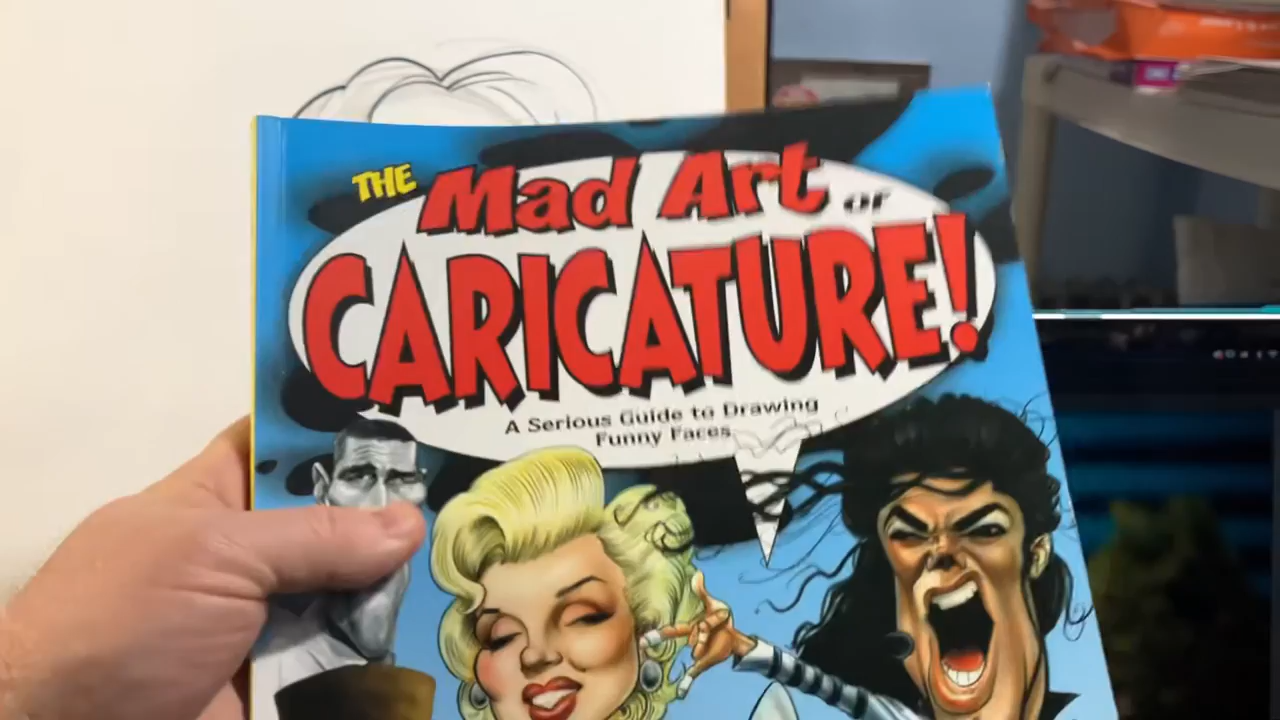 THE Mad Art OF
CARICATURE!
A Serious Guide to Drawing
Funny Faces